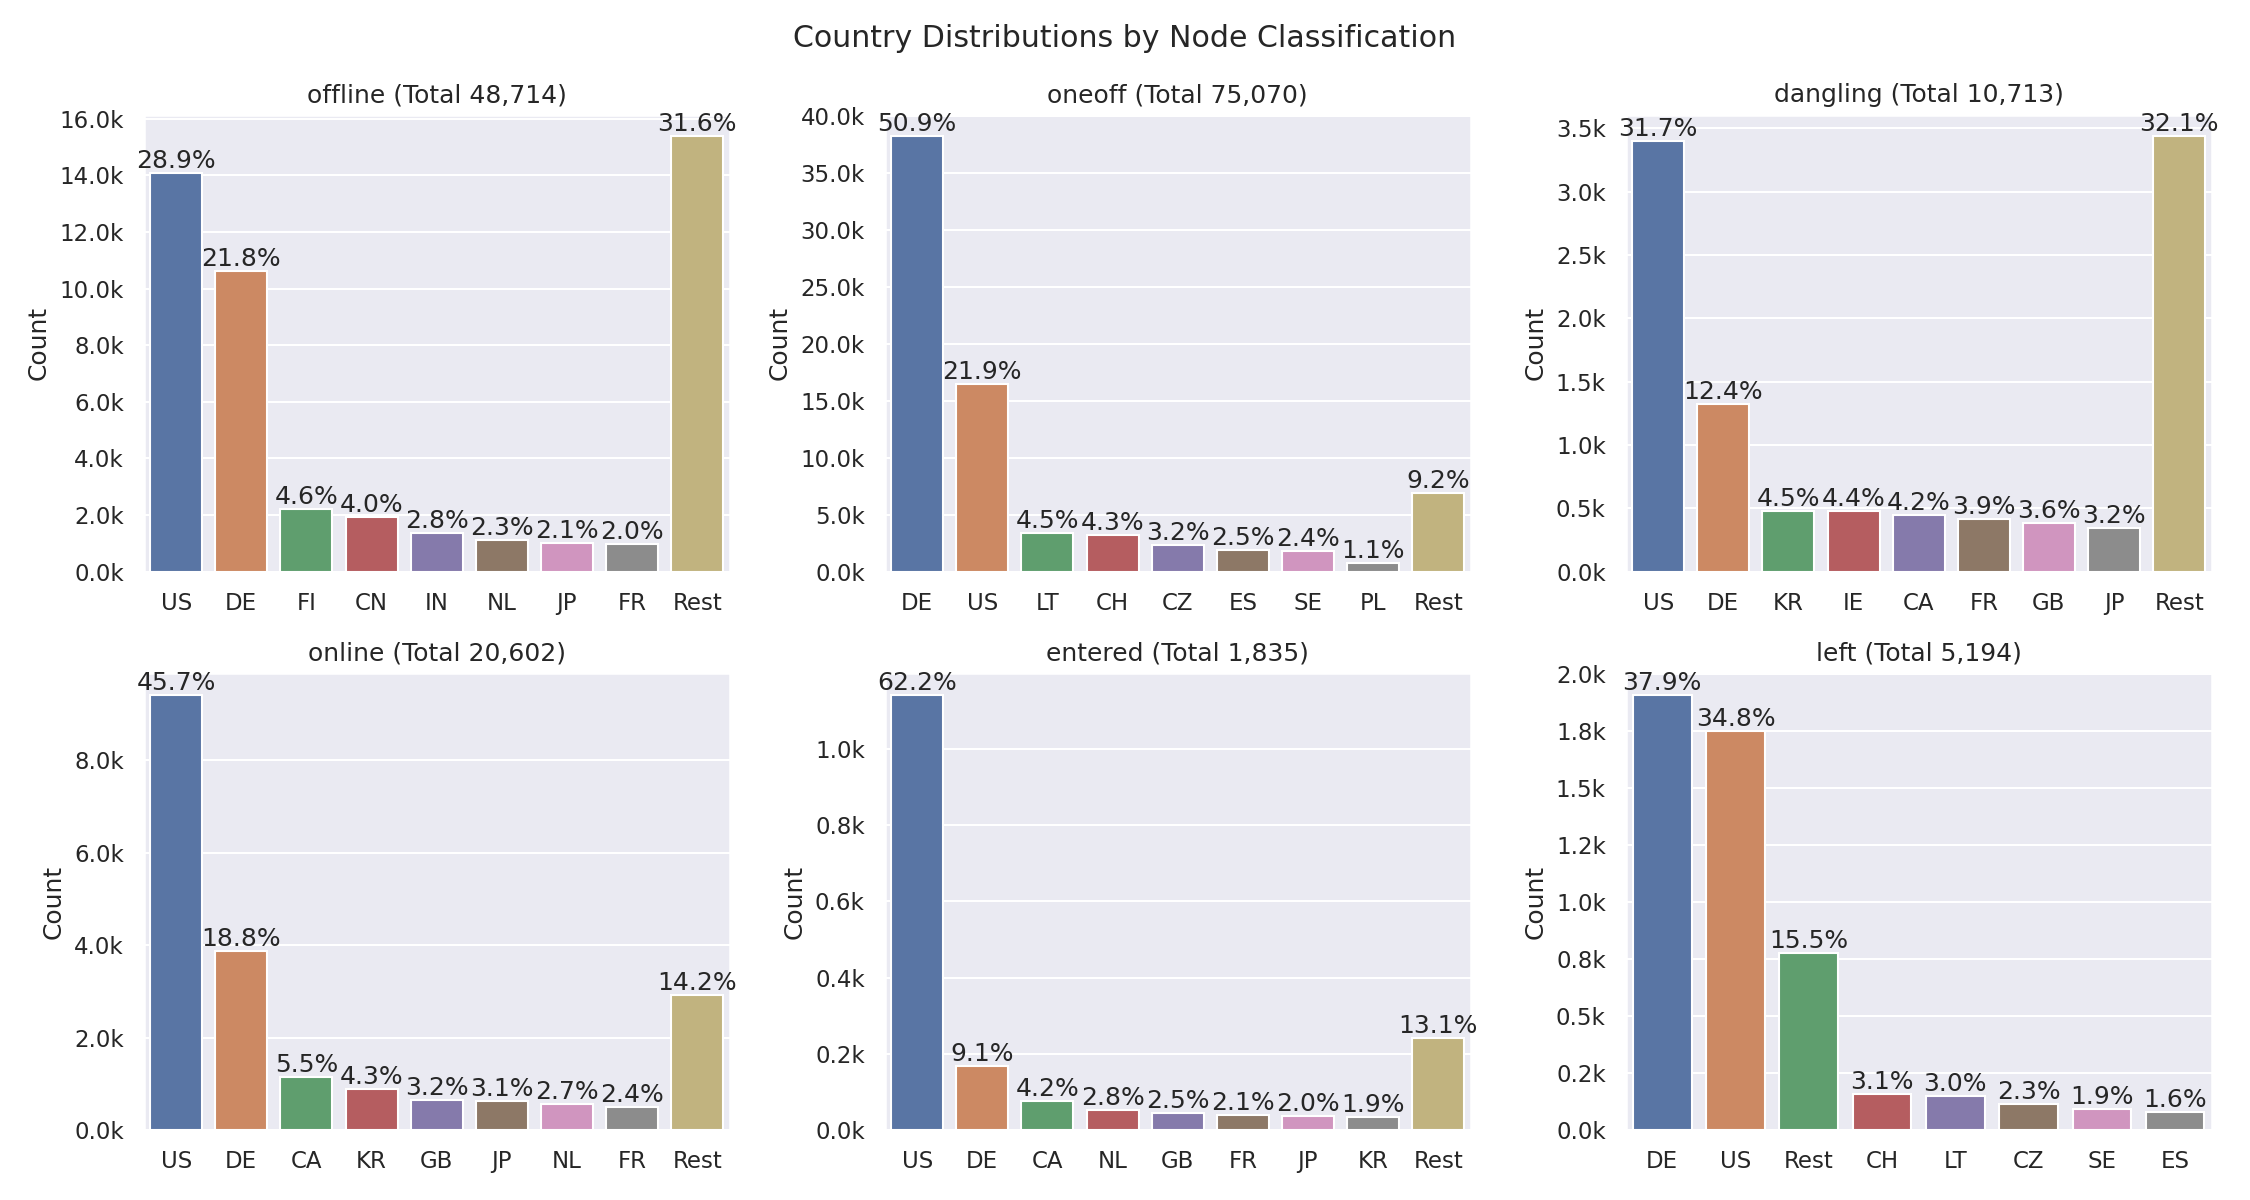 Country Distributions by Node Classification
offline (Total 48,714)
Count
16.0k
14.0k
12.0k
10.0k
8.0k
6.0k
4.0k
2.0k
0.0k
28.9%
21.8%
4.6%
4.0%
2.8%
2.3%
2.1%
2.0%
31.6%
US DE FI CN IN NL JP FR Rest
oneoff (Total 75,070)
Count
40.0k
35.0k
30.0k
25.0k
20.0k
15.0k
10.0k
5.0k
0.0k
50.9%
21.9%
4.5%
4.3%
3.2%
2.5%
2.4%
1.1%
9.2%
DE US LT CH CZ ES SE PL Rest
dangling (Total 10,713)
Count
3.5k
3.0k
2.5k
2.0k
1.5k
1.0k
0.5k
0.0k
31.7%
12.4%
4.5%
4.4%
4.2%
3.9%
3.6%
3.2%
32.1%
US DE KR IE CA FR GB JP Rest
online (Total 20,602)
Count
8.0k
6.0k
4.0k
2.0k
0.0k
45.7%
18.8%
5.5%
4.3%
3.2%
3.1%
2.7%
2.4%
14.2%
US DE CA KR GB JP NL FR Rest
entered (Total 1,835)
Count
1.0k
0.8k
0.6k
0.4k
0.2k
0.0k
62.2%
9.1%
4.2%
2.8%
2.5%
2.1%
2.0%
1.9%
13.1%
US DE CA NL GB FR JP KR Rest
left (Total 5,194)
Count
2.0k
1.8k
1.5k
1.2k
1.0k
0.8k
0.5k
0.2k
0.0k
37.9%
34.8%
15.5%
3.1%
3.0%
2.3%
1.9%
1.6%
DE US Rest CH LT CZ SE ES